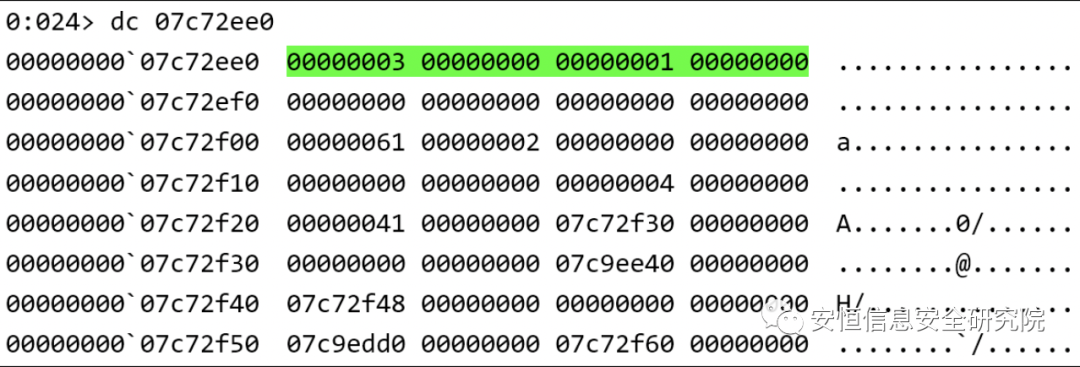 0:024> dc 07c72ee0
00000000`07c72ee0  00000003 00000000 00000001 00000000  ................
00000000`07c72ef0  00000000 00000000 00000000 00000000  ................
00000000`07c72f00  00000061 00000002 00000000 00000000  a...............
00000000`07c72f10  00000000 00000000 00000004 00000000  ................
00000000`07c72f20  00000041 00000000 07c72f30 00000000  A.......0/......
00000000`07c72f30  00000000 00000000 07c9ee40 00000000  ........@.......
00000000`07c72f40  07c72f48 00000000 00000000 00000000  H/..............
00000000`07c72f50  07c9edd0 00000000 07c72f60 00000000  ........`/......
安恒信息安全研究院